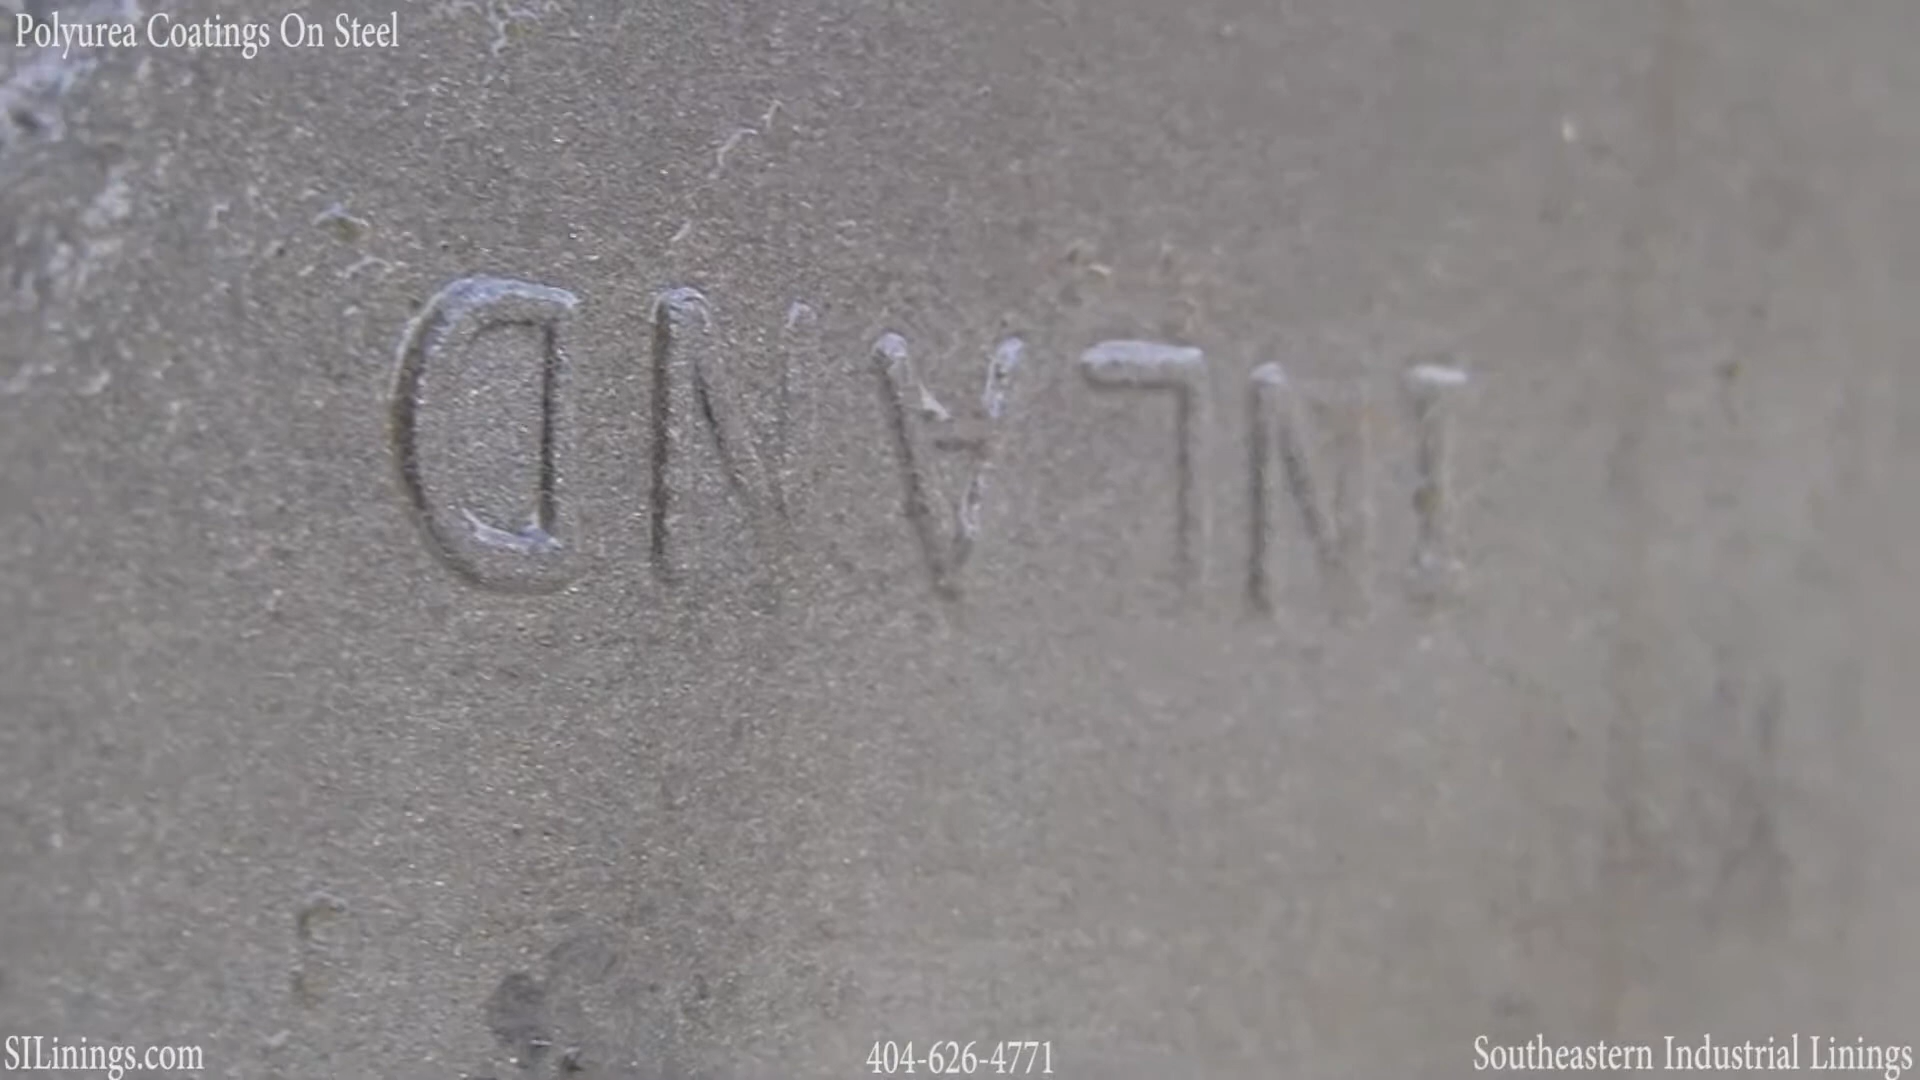 Polyurea Coatings On Steel
INLAND
SILinings.com
404-626-4771
Southeastern Industrial Linings